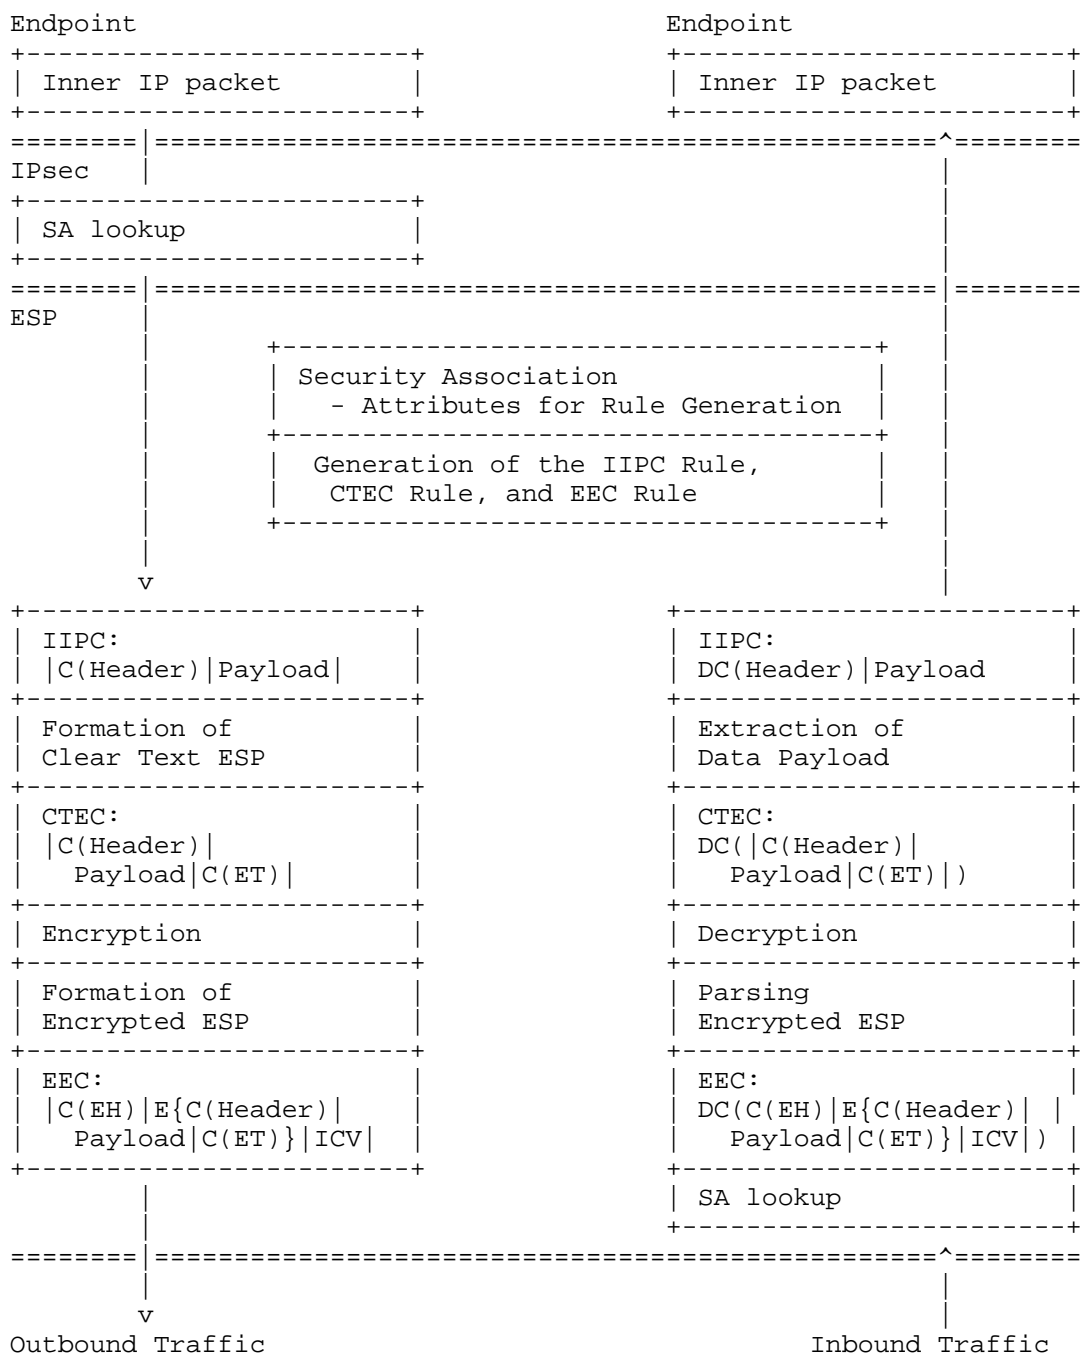 Endpoint                                 Endpoint
+------------------------+               +------------------------+
| Inner IP packet        |               | Inner IP packet        |
+------------------------+               +------------------------+
========|=================================================^========
IPsec   |                                                 |
+------------------------+                                |
| SA lookup              |                                |
+------------------------+                                |
========|=================================================|========
ESP     |                                                 |
        |       +-------------------------------------+   |
        |       | Security Association                |   |
        |       |   - Attributes for Rule Generation  |   |
        |       +-------------------------------------+   |
        |       |  Generation of the IIPC Rule,       |   |
        |       |   CTEC Rule, and EEC Rule           |   |
        |       +-------------------------------------+   |
        |                                                 |
        v                                                 |
+------------------------+               +------------------------+
| IIPC:                  |               | IIPC:                  |
| |C(Header)|Payload|    |               | DC(Header)|Payload     |
+------------------------+               +------------------------+
| Formation of           |               | Extraction of          |
| Clear Text ESP         |               | Data Payload           |
+------------------------+               +------------------------+
| CTEC:                  |               | CTEC:                  |
| |C(Header)|            |               | DC(|C(Header)|         |
|   Payload|C(ET)|       |               |   Payload|C(ET)|)      |
+------------------------+               +------------------------+
| Encryption             |               | Decryption             |
+------------------------+               +------------------------+
| Formation of           |               | Parsing                |
| Encrypted ESP          |               | Encrypted ESP          |
+------------------------+               +------------------------+
| EEC:                   |               | EEC:                   |
| |C(EH)|E{C(Header)|    |               | DC(C(EH)|E{C(Header)| |
|   Payload|C(ET)}|ICV|  |               |   Payload|C(ET)}|ICV|) |
+------------------------+               +------------------------+
        |                                | SA lookup              |
        |                                +------------------------+
========|=================================================^========
        |                                                 |
        v                                                 |
Outbound Traffic                                  Inbound Traffic